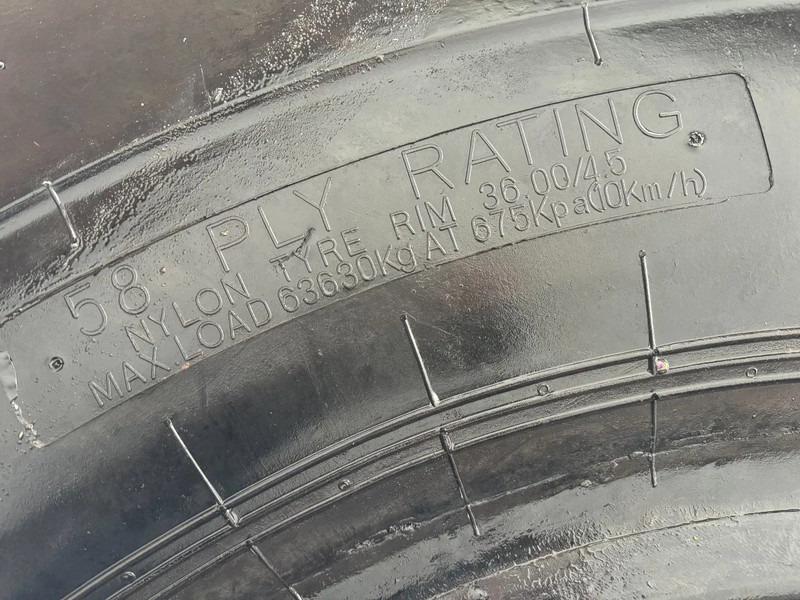 58 PLY RATING
NYLON TYRE RIM 36.00/4.5
MAX LOAD 63630Kg AT 675Kpa(10Km/h)